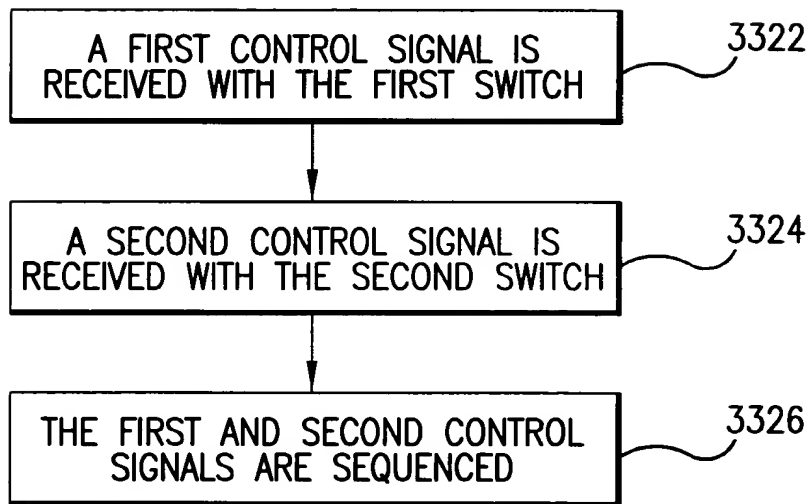 A FIRST CONTROL SIGNAL IS
RECEIVED WITH THE FIRST SWITCH
3322
A SECOND CONTROL SIGNAL IS
RECEIVED WITH THE SECOND SWITCH
3324
THE FIRST AND SECOND CONTROL
SIGNALS ARE SEQUENCED
3326